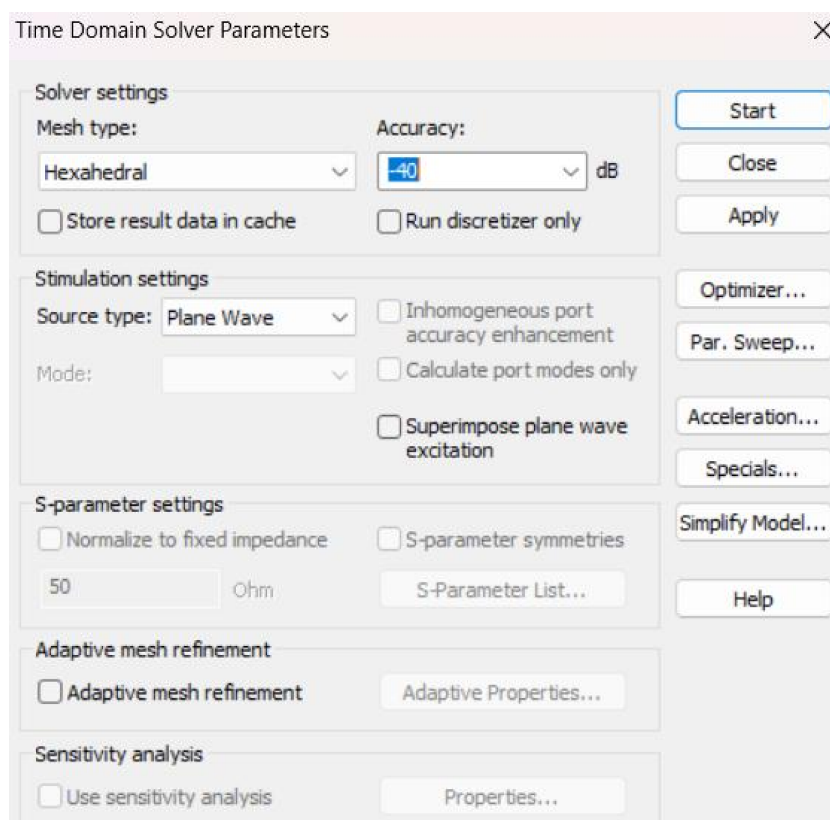 Time Domain Solver Parameters
Solver settings
Mesh type:
Accuracy:
Hexahedral
-40
dB
Store result data in cache
Run discretizer only
Stimulation settings
Source type:
Plane Wave
Inhomogeneous port
accuracy enhancement
Mode:
Calculate port modes only
Superimpose plane wave
excitation
S-parameter settings
Normalize to fixed impedance
S-parameter symmetries
50
Ohm
S-Parameter List...
Adaptive mesh refinement
Adaptive mesh refinement
Adaptive Properties...
Sensitivity analysis
Use sensitivity analysis
Properties...
Start
Close
Apply
Optimizer...
Par. Sweep...
Acceleration...
Specials...
Simplify Model...
Help